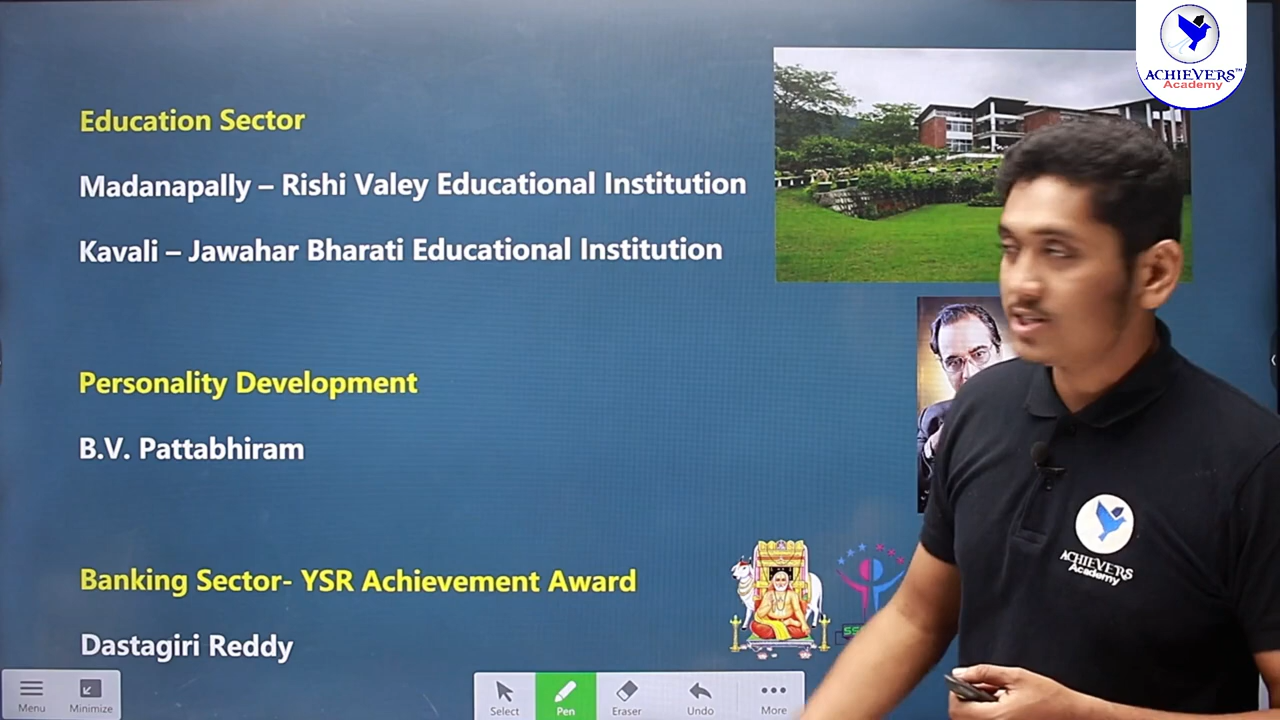 ACHIEVERS™
Academy
Education Sector
Madanapally – Rishi Valey Educational Institution
Kavali – Jawahar Bharati Educational Institution
Personality Development
B.V. Pattabhiram
Banking Sector- YSR Achievement Award
Dastagiri Reddy
ACHIEVERS
Academy
Menu
Minimize
Select
Pen
Eraser
Undo
More